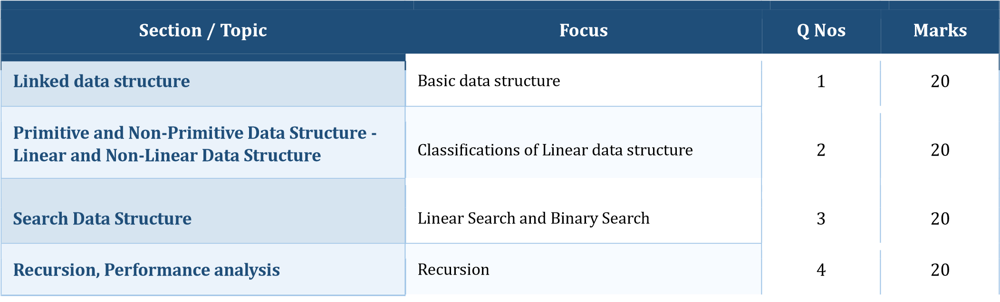 Section / Topic Focus Q Nos Marks
Linked data structure Basic data structure 1 20
Primitive and Non-Primitive Data Structure -
Linear and Non-Linear Data Structure Classifications of Linear data structure 2 20
Search Data Structure Linear Search and Binary Search 3 20
Recursion, Performance analysis Recursion 4 20